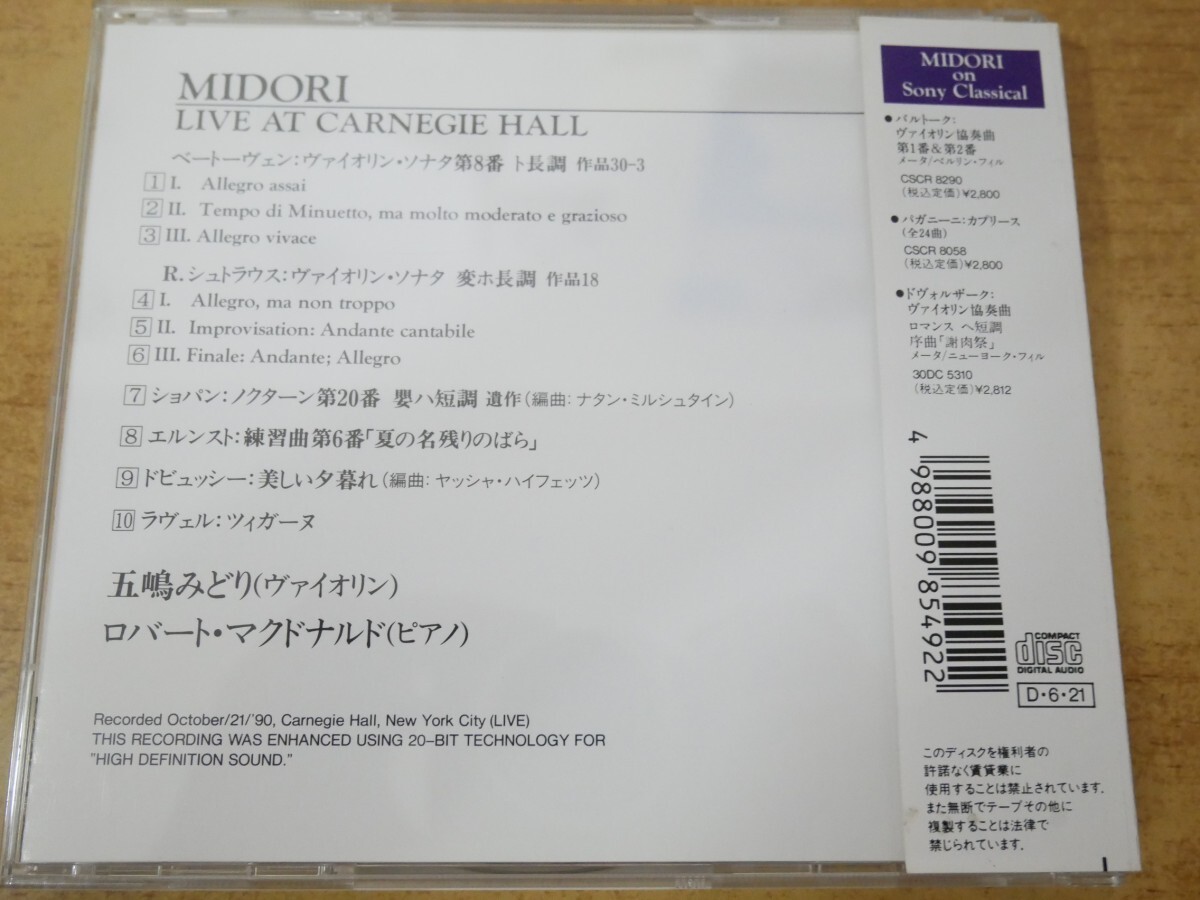 MIDORI
LIVE AT CARNEGIE HALL
ベートーヴェン:ヴァイオリン・ソナタ第8番 ト長調 作品30-3
1 I. Allegro assai
2 II. Tempo di Minuetto, ma molto moderato e grazioso
3 III. Allegro vivace
R.シュトラウス:ヴァイオリン・ソナタ 変ホ長調 作品18
4 I. Allegro, ma non troppo
5 II. Improvisation: Andante cantabile
6 III. Finale: Andante; Allegro
7 ショパン:ノクターン第20番 嬰ハ短調 遺作(編曲:ナタン・ミルシュタイン)
8 エルンスト:練習曲第6番「夏の名残りのばら」
9 ドビュッシー:美しい夕暮れ(編曲:ヤッシャ・ハイフェッツ)
10 ラヴェル:ツィガーヌ
五嶋みどり(ヴァイオリン)
ロバート・マクドナルド(ピアノ)
Recorded October/21/'90, Carnegie Hall, New York City (LIVE)
THIS RECORDING WAS ENHANCED USING 20-BIT TECHNOLOGY FOR
"HIGH DEFINITION SOUND."
MIDORI
on
Sony Classical
●バルトーク:
ヴァイオリン協奏曲
第1番&第2番
メータ/ベルリン・フィル
CSCR 8290
(税込定価)¥2,800
●パガニーニ:カプリース
(全24曲)
CSCR 8058
(税込定価)¥2,800
●ドヴォルザーク:
ヴァイオリン協奏曲
ロマンス ヘ短調
序曲「謝肉祭」
メータ/ニューヨーク・フィル
30DC 5310
(税込定価)¥2,812
4 988009 854922
COMPACT
disc
DIGITAL AUDIO
D・6・21
このディスクを権利者の
許諾なく賃貸業に
使用することは禁止されています.
また無断でテープその他に
複製することは法律で
禁じられています.